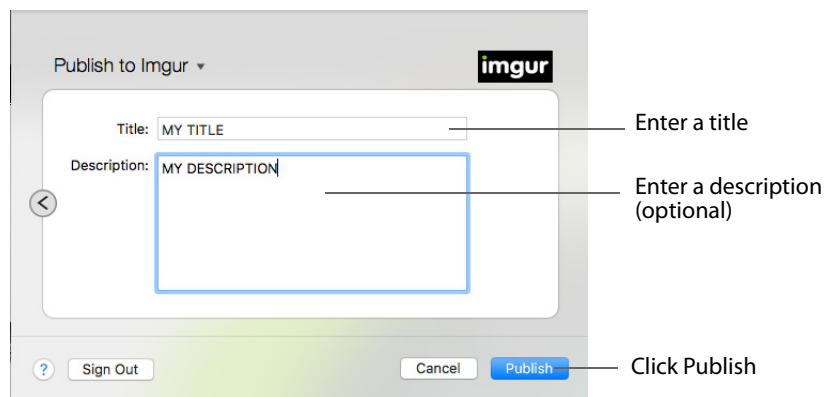 Publish to Imgur
imgur
Title: MY TITLE
Enter a title
Description: MY DESCRIPTION
Enter a description
(optional)
<
? Sign Out Cancel Publish
Click Publish